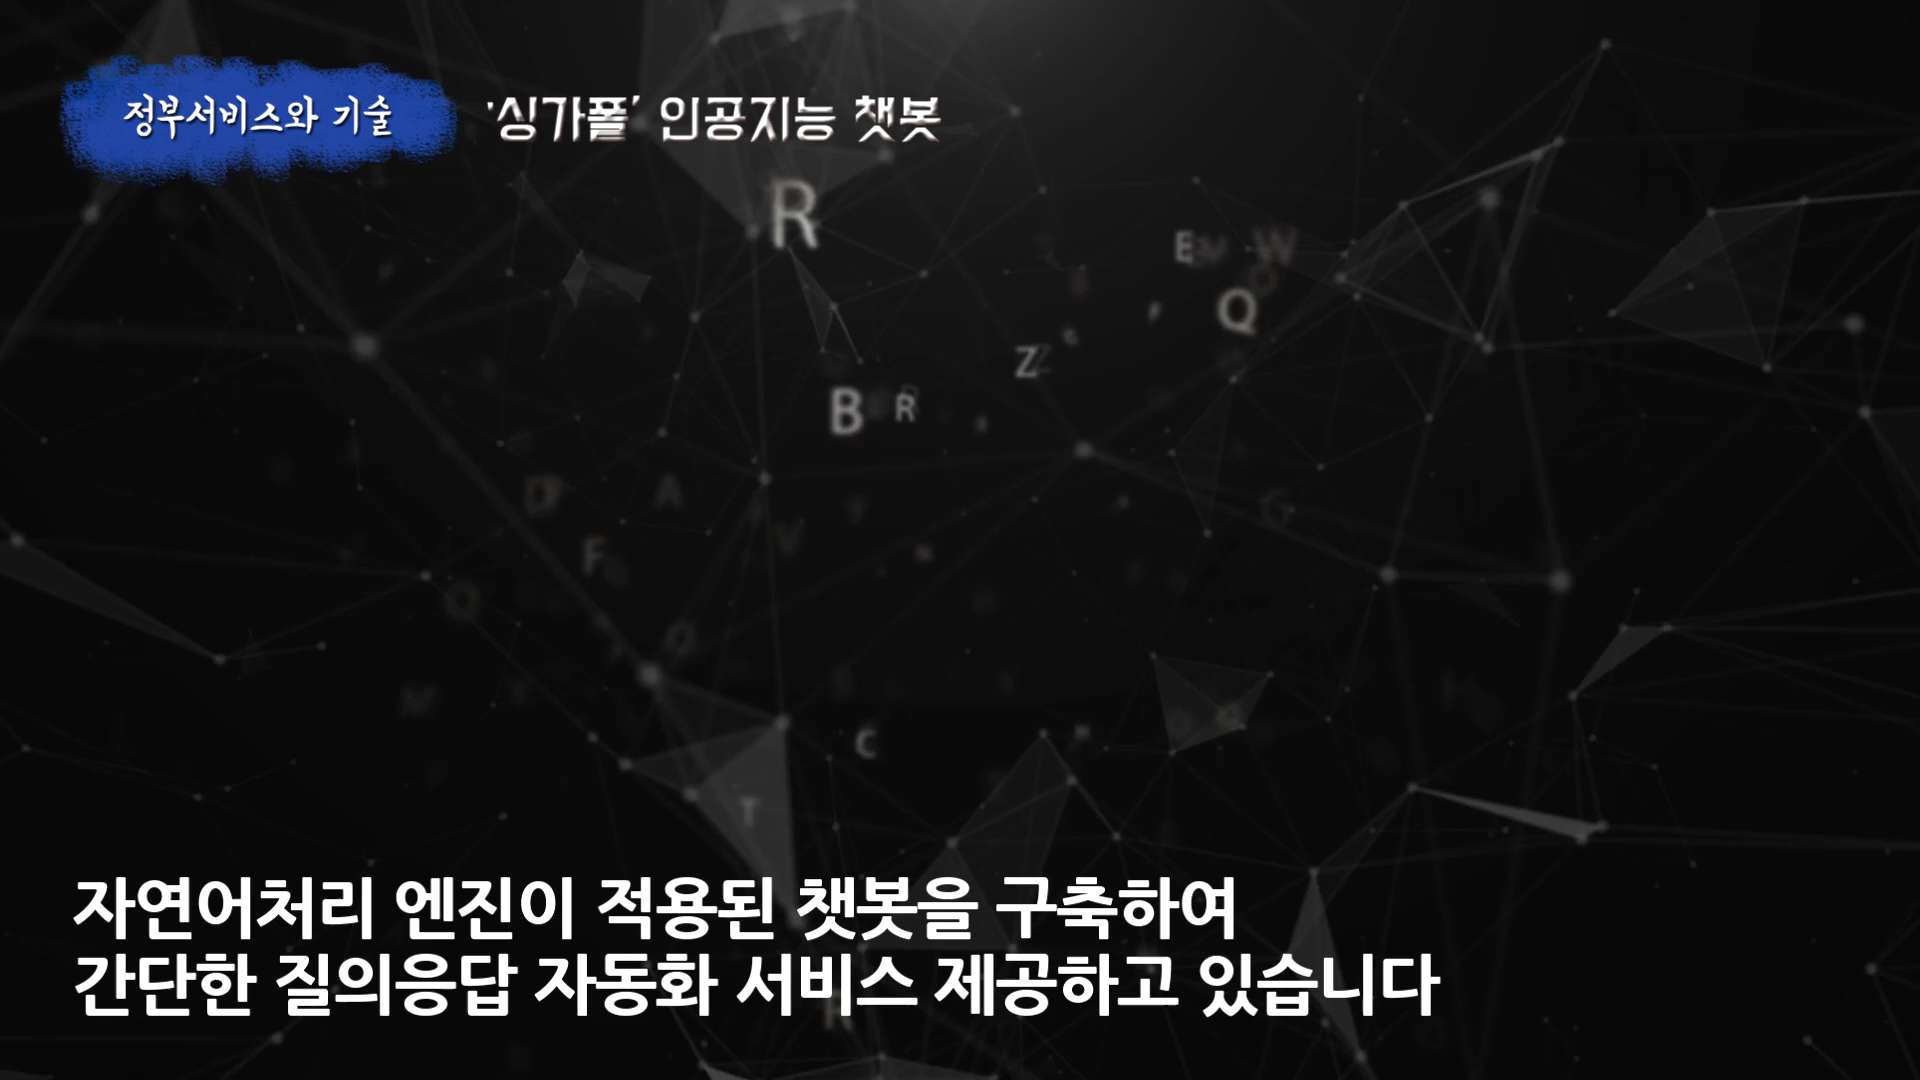 정부서비스와 기술
'싱가폴' 인공지능 챗봇
R
E
W
Q
Z
B
R
A
F
C
T
자연어처리 엔진이 적용된 챗봇을 구축하여
간단한 질의응답 자동화 서비스 제공하고 있습니다